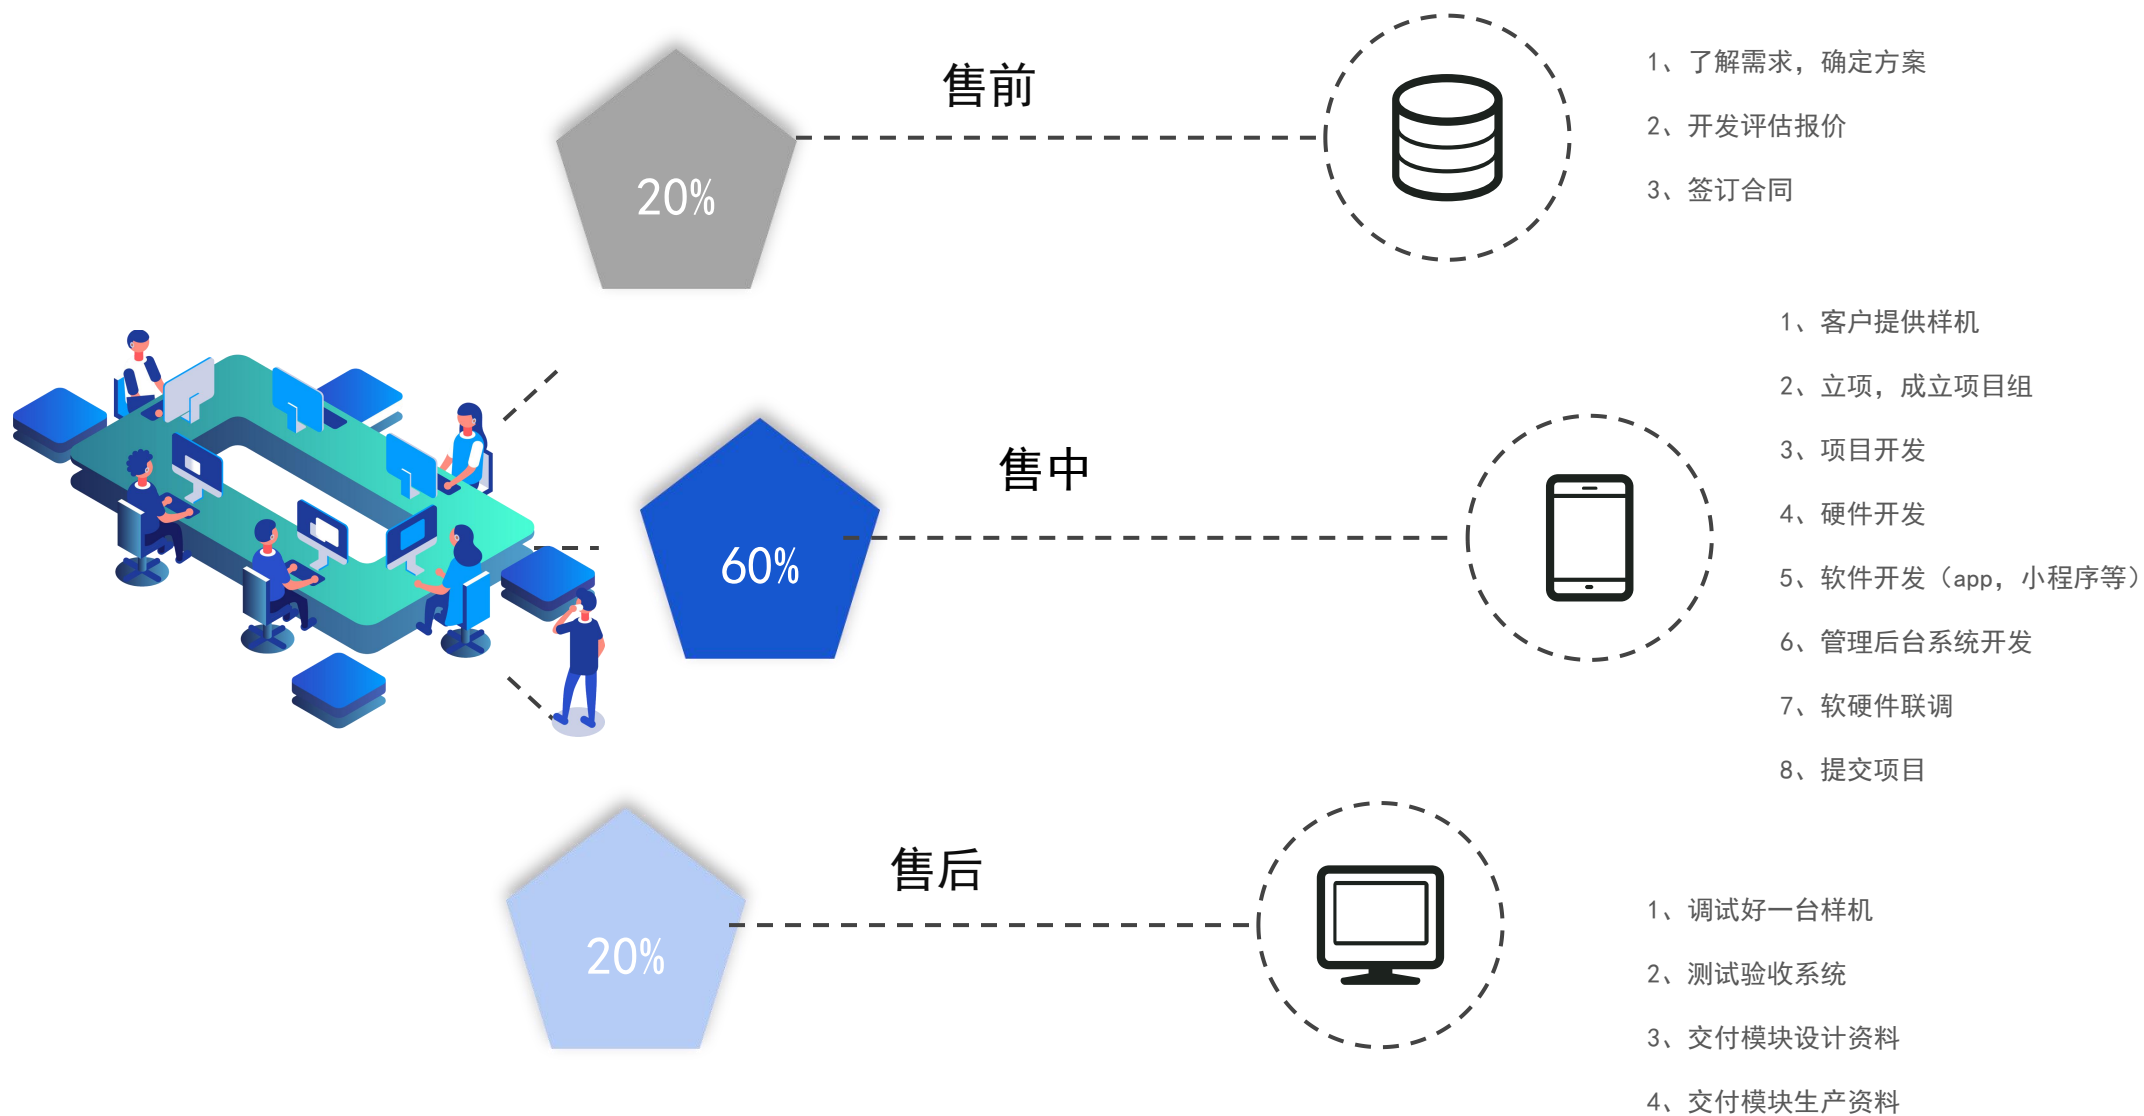 售前
20%
1、了解需求，确定方案
2、开发评估报价
3、签订合同
售中
60%
1、客户提供样机
2、立项，成立项目组
3、项目开发
4、硬件开发
5、软件开发（app，小程序等）
6、管理后台系统开发
7、软硬件联调
8、提交项目
售后
20%
1、调试好一台样机
2、测试验收系统
3、交付模块设计资料
4、交付模块生产资料